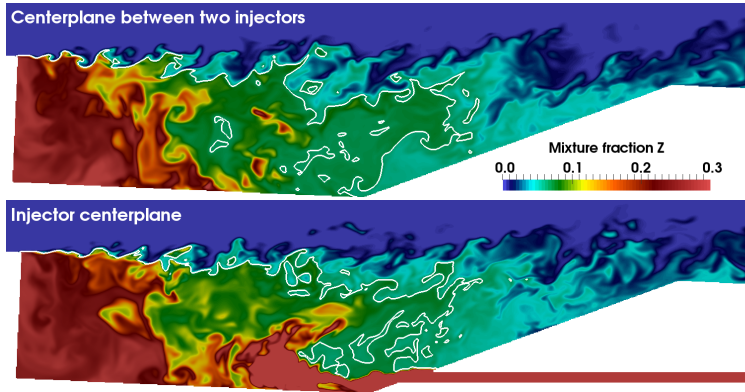 Centerplane between two injectors
Mixture fraction Z
0.0 0.1 0.2 0.3
Injector centerplane